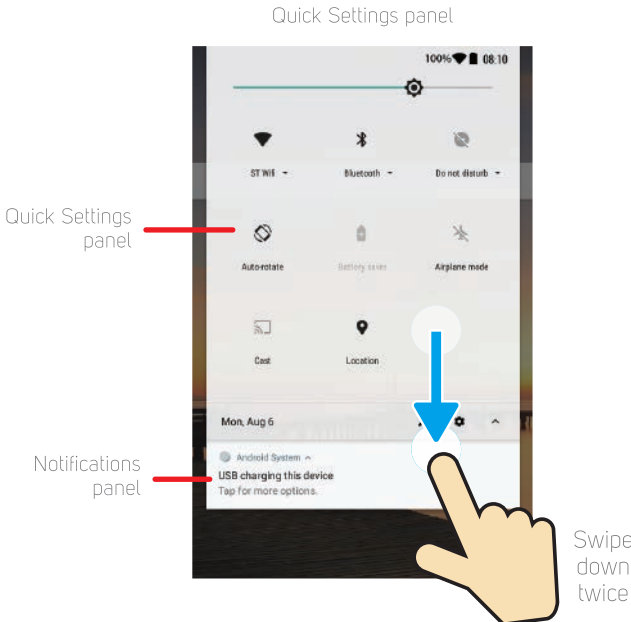 Quick Settings panel
100% 08:10
ST Wifi
Bluetooth
Do not disturb
Quick Settings
panel
Auto-rotate
Battery saver
Airplane mode
Cast
Location
Mon, Aug 6
Notifications
panel
Android System
USB charging this device
Tap for more options.
Swipe
down
twice